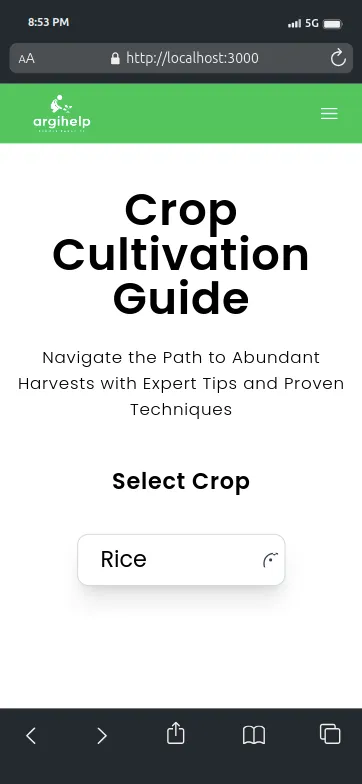 8:53 PM
5G
AA
http://localhost:3000
argihelp
Crop
Cultivation
Guide
Navigate the Path to Abundant
Harvests with Expert Tips and Proven
Techniques
Select Crop
Rice